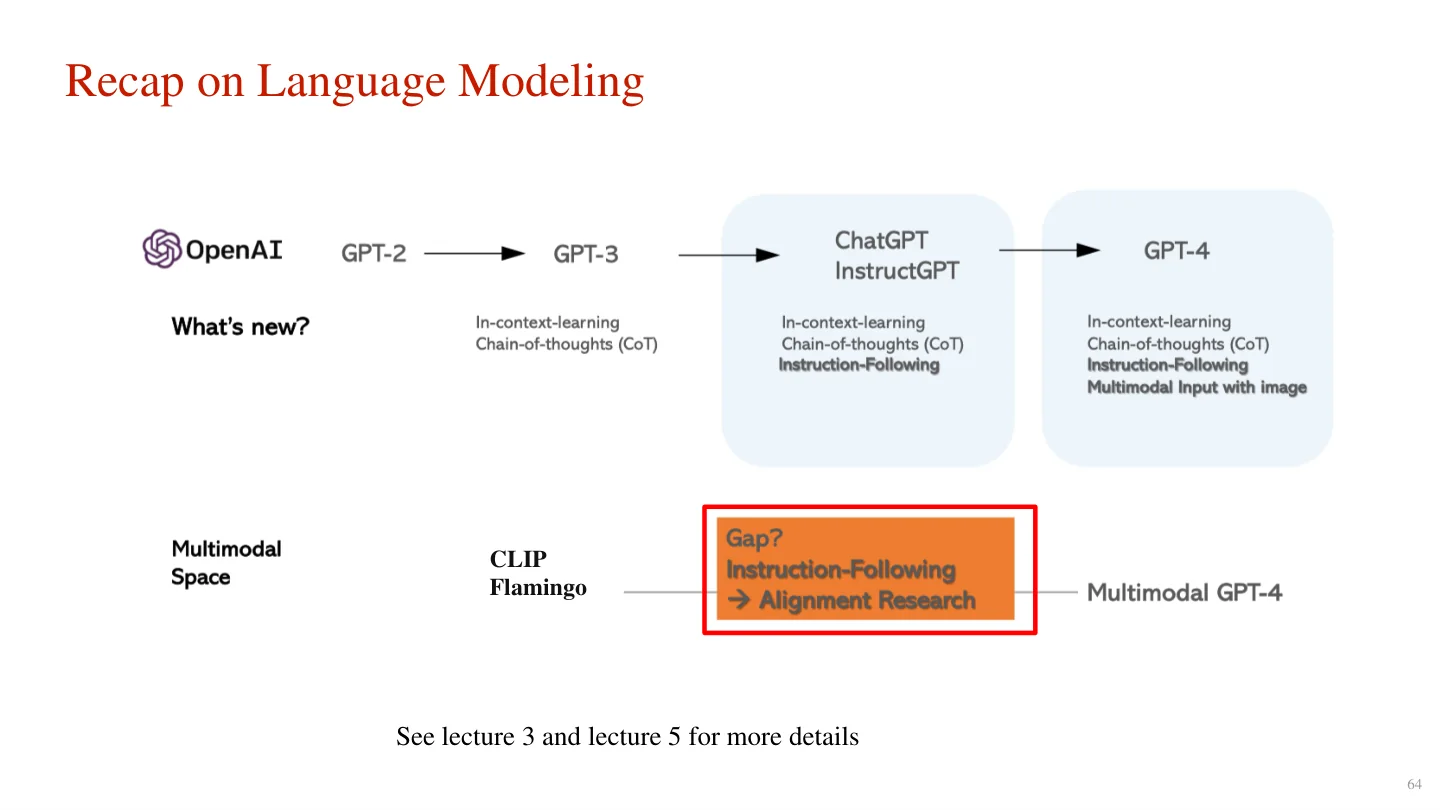 Recap on Language Modeling
OpenAI
GPT-2
GPT-3
ChatGPT
InstructGPT
GPT-4
What's new?
In-context-learning
Chain-of-thoughts (CoT)
In-context-learning
Chain-of-thoughts (CoT)
Instruction-Following
In-context-learning
Chain-of-thoughts (CoT)
Instruction-Following
Multimodal Input with image
Multimodal
Space
CLIP
Flamingo
Gap?
Instruction-Following
→ Alignment Research
Multimodal GPT-4
See lecture 3 and lecture 5 for more details
64